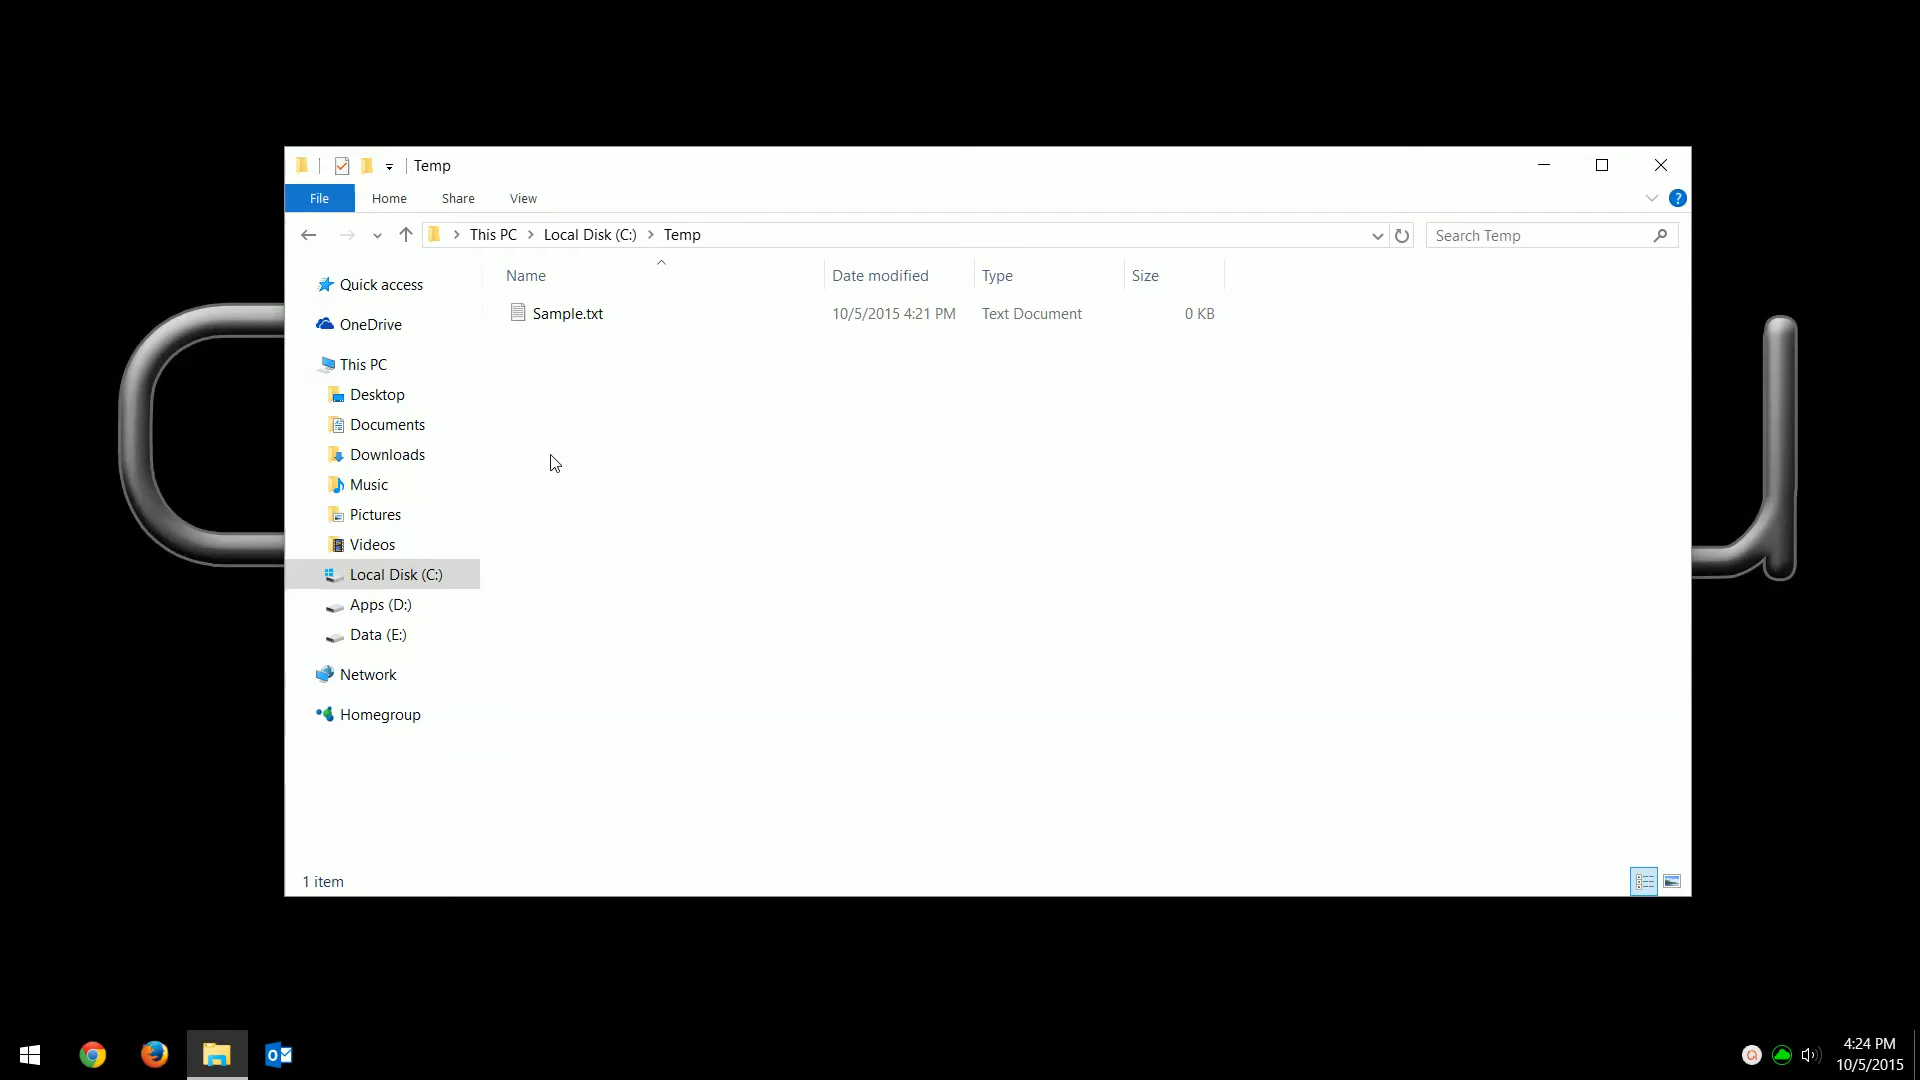 Temp
File Home Share View
This PC Local Disk (C:) Temp Search Temp
Name Date modified Type Size
Sample.txt 10/5/2015 4:21 PM Text Document 0 KB
Quick access
OneDrive
This PC
Desktop
Documents
Downloads
Music
Pictures
Videos
Local Disk (C:)
Apps (D:)
Data (E:)
Network
Homegroup
1 item
4:24 PM
10/5/2015